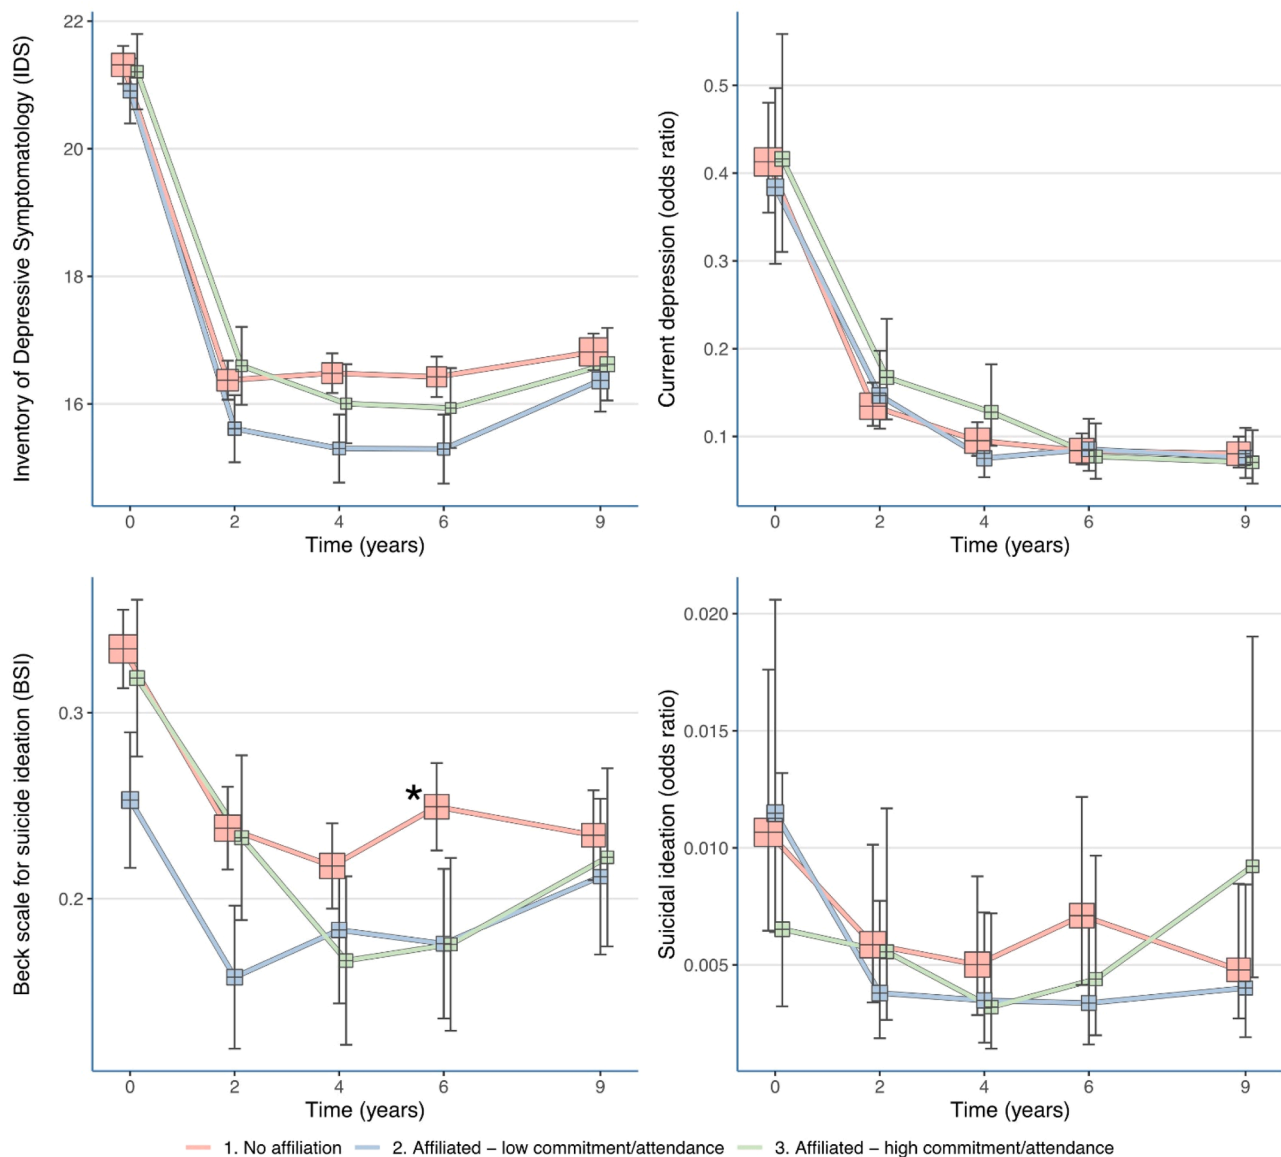 22
20
18
16
Inventory of Depressive Symptomatology (IDS)
0 2 4 6 9
Time (years)
0.5
0.4
0.3
0.2
0.1
Current depression (odds ratio)
0 2 4 6 9
Time (years)
0.3
0.2
Beck scale for suicide ideation (BSI)
*
0 2 4 6 9
Time (years)
0.020
0.015
0.010
0.005
Suicidal ideation (odds ratio)
0 2 4 6 9
Time (years)
1. No affiliation 2. Affiliated – low commitment/attendance 3. Affiliated – high commitment/attendance